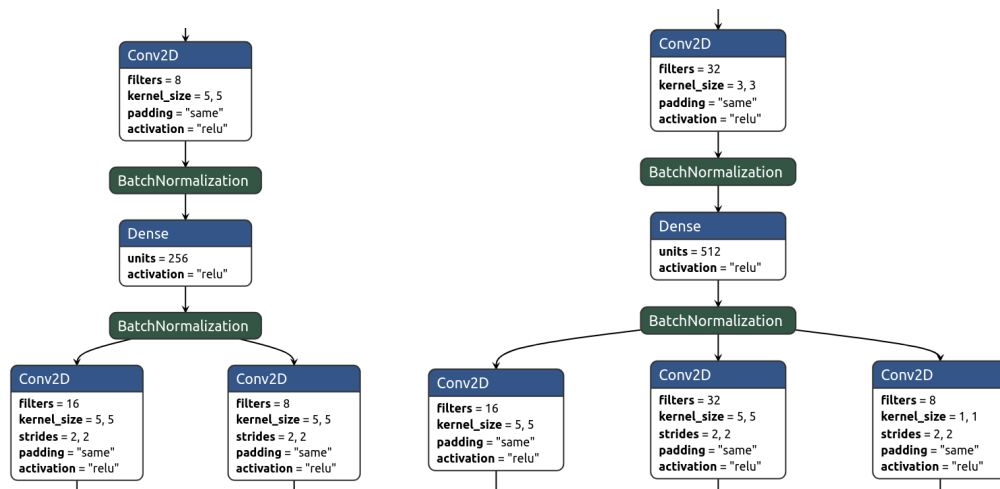 Conv2D
filters = 8
kernel_size = 5, 5
padding = "same"
activation = "relu"
BatchNormalization
Dense
units = 256
activation = "relu"
BatchNormalization
Conv2D
filters = 16
kernel_size = 5, 5
strides = 2, 2
padding = "same"
activation = "relu"
Conv2D
filters = 8
kernel_size = 5, 5
strides = 2, 2
padding = "same"
activation = "relu"
Conv2D
filters = 32
kernel_size = 3, 3
padding = "same"
activation = "relu"
BatchNormalization
Dense
units = 512
activation = "relu"
BatchNormalization
Conv2D
filters = 16
kernel_size = 5, 5
padding = "same"
activation = "relu"
Conv2D
filters = 32
kernel_size = 5, 5
strides = 2, 2
padding = "same"
activation = "relu"
Conv2D
filters = 8
kernel_size = 1, 1
strides = 2, 2
padding = "same"
activation = "relu"